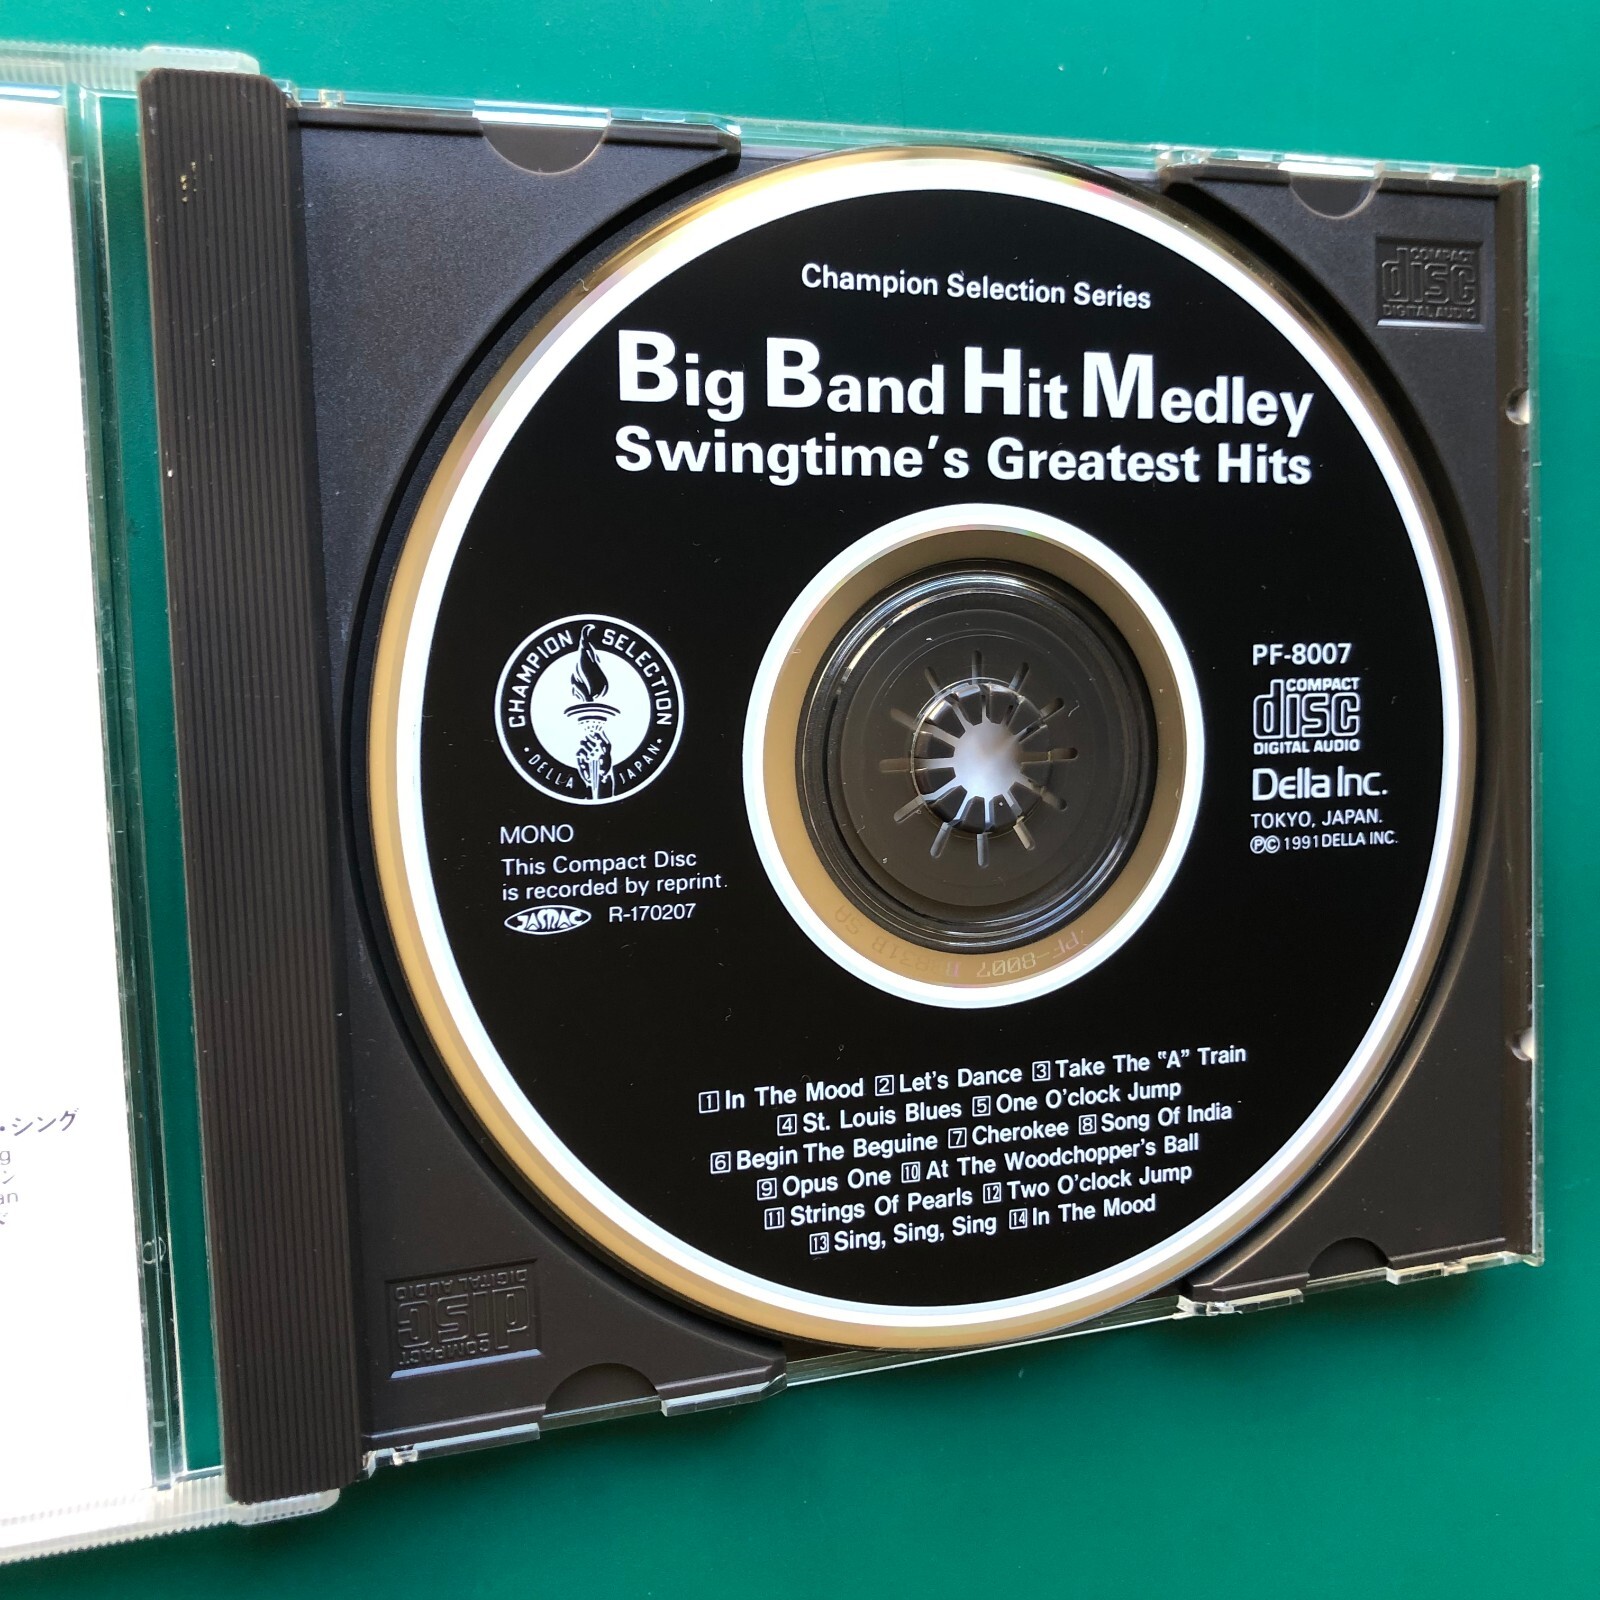 Champion Selection Series
Big Band Hit Medley
Swingtime's Greatest Hits
CHAMPION SELECTION
• DELLA JAPAN •
MONO
This Compact Disc
is recorded by reprint.
JASRAC R-170207
PF-8007
COMPACT
disc
DIGITAL AUDIO
Della Inc.
TOKYO, JAPAN.
ⓅⒸ 1991 DELLA INC.
PF-8007
1 In The Mood 2 Let's Dance 3 Take The "A" Train
4 St. Louis Blues 5 One O'clock Jump
6 Begin The Beguine 7 Cherokee 8 Song Of India
9 Opus One 10 At The Woodchopper's Ball
11 Strings Of Pearls 12 Two O'clock Jump
13 Sing, Sing, Sing 14 In The Mood
COMPACT
disc
DIGITAL AUDIO
COMPACT
disc
DIGITAL AUDIO
・シング
g
ン
an